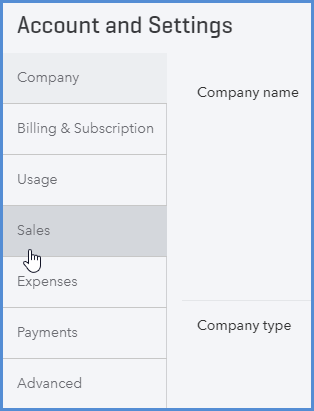 Account and Settings
Company
Billing & Subscription
Usage
Sales
Expenses
Payments
Advanced
Company name
Company type